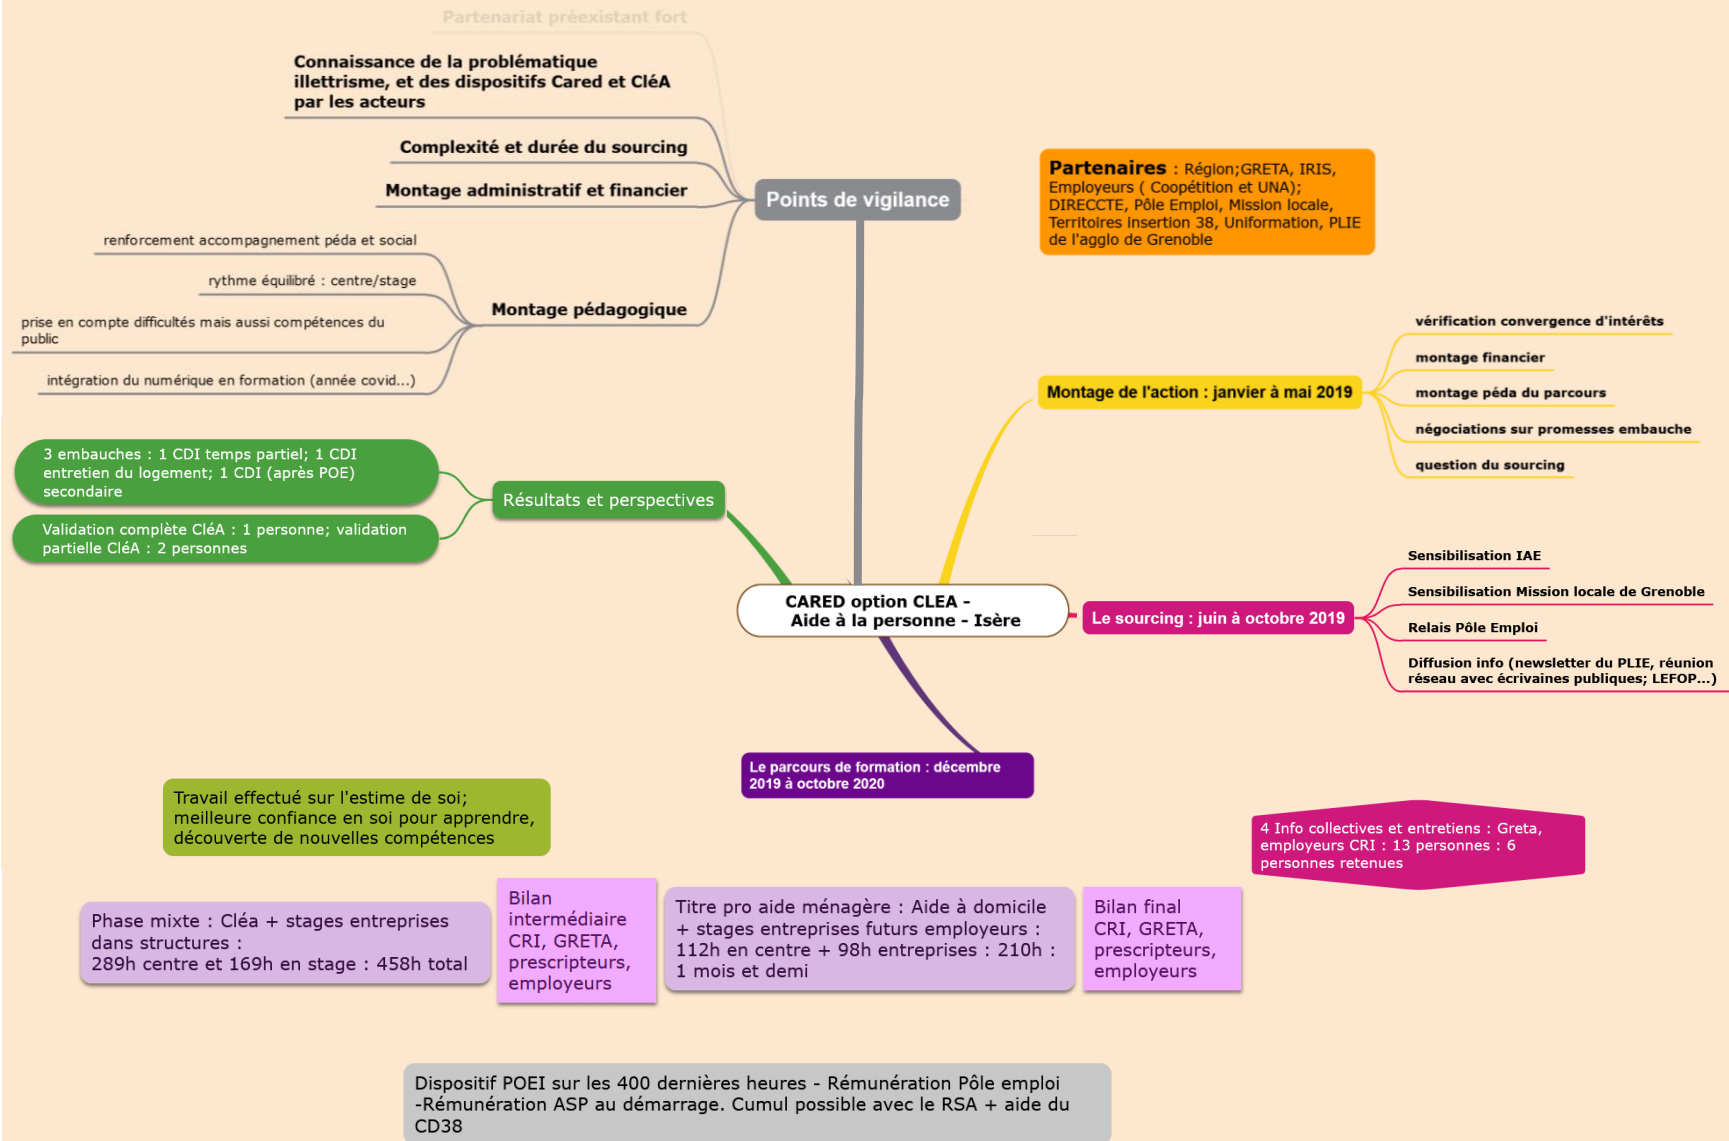 Partenariat préexistant fort
Connaissance de la problématique
illettrisme, et des dispositifs Cared et CléA
par les acteurs
Complexité et durée du sourcing
Montage administratif et financier
Points de vigilance
renforcement accompagnement péda et social
rythme équilibré : centre/stage
Montage pédagogique
prise en compte difficultés mais aussi compétences du
public
intégration du numérique en formation (année covid...)
Partenaires : Région;GRETA, IRIS,
Employeurs ( Coopétition et UNA);
DIRECCTE, Pôle Emploi, Mission locale,
Territoires insertion 38, Uniformation, PLIE
de l'agglo de Grenoble
Montage de l'action : janvier à mai 2019
vérification convergence d'intérêts
montage financier
montage péda du parcours
négociations sur promesses embauche
question du sourcing
3 embauches : 1 CDI temps partiel; 1 CDI
entretien du logement; 1 CDI (après POE)
secondaire
Résultats et perspectives
Validation complète CléA : 1 personne; validation
partielle CléA : 2 personnes
CARED option CLEA -
Aide à la personne - Isère
Le sourcing : juin à octobre 2019
Sensibilisation IAE
Sensibilisation Mission locale de Grenoble
Relais Pôle Emploi
Diffusion info (newsletter du PLIE, réunion
réseau avec écrivaines publiques; LEFOP...)
Le parcours de formation : décembre
2019 à octobre 2020
Travail effectué sur l'estime de soi;
meilleure confiance en soi pour apprendre,
découverte de nouvelles compétences
4 Info collectives et entretiens : Greta,
employeurs CRI : 13 personnes : 6
personnes retenues
Phase mixte : Cléa + stages entreprises
dans structures :
289h centre et 169h en stage : 458h total
Bilan
intermédiaire
CRI, GRETA,
prescripteurs,
employeurs
Titre pro aide ménagère : Aide à domicile
+ stages entreprises futurs employeurs :
112h en centre + 98h entreprises : 210h :
1 mois et demi
Bilan final
CRI, GRETA,
prescripteurs,
employeurs
Dispositif POEI sur les 400 dernières heures - Rémunération Pôle emploi
-Rémunération ASP au démarrage. Cumul possible avec le RSA + aide du
CD38